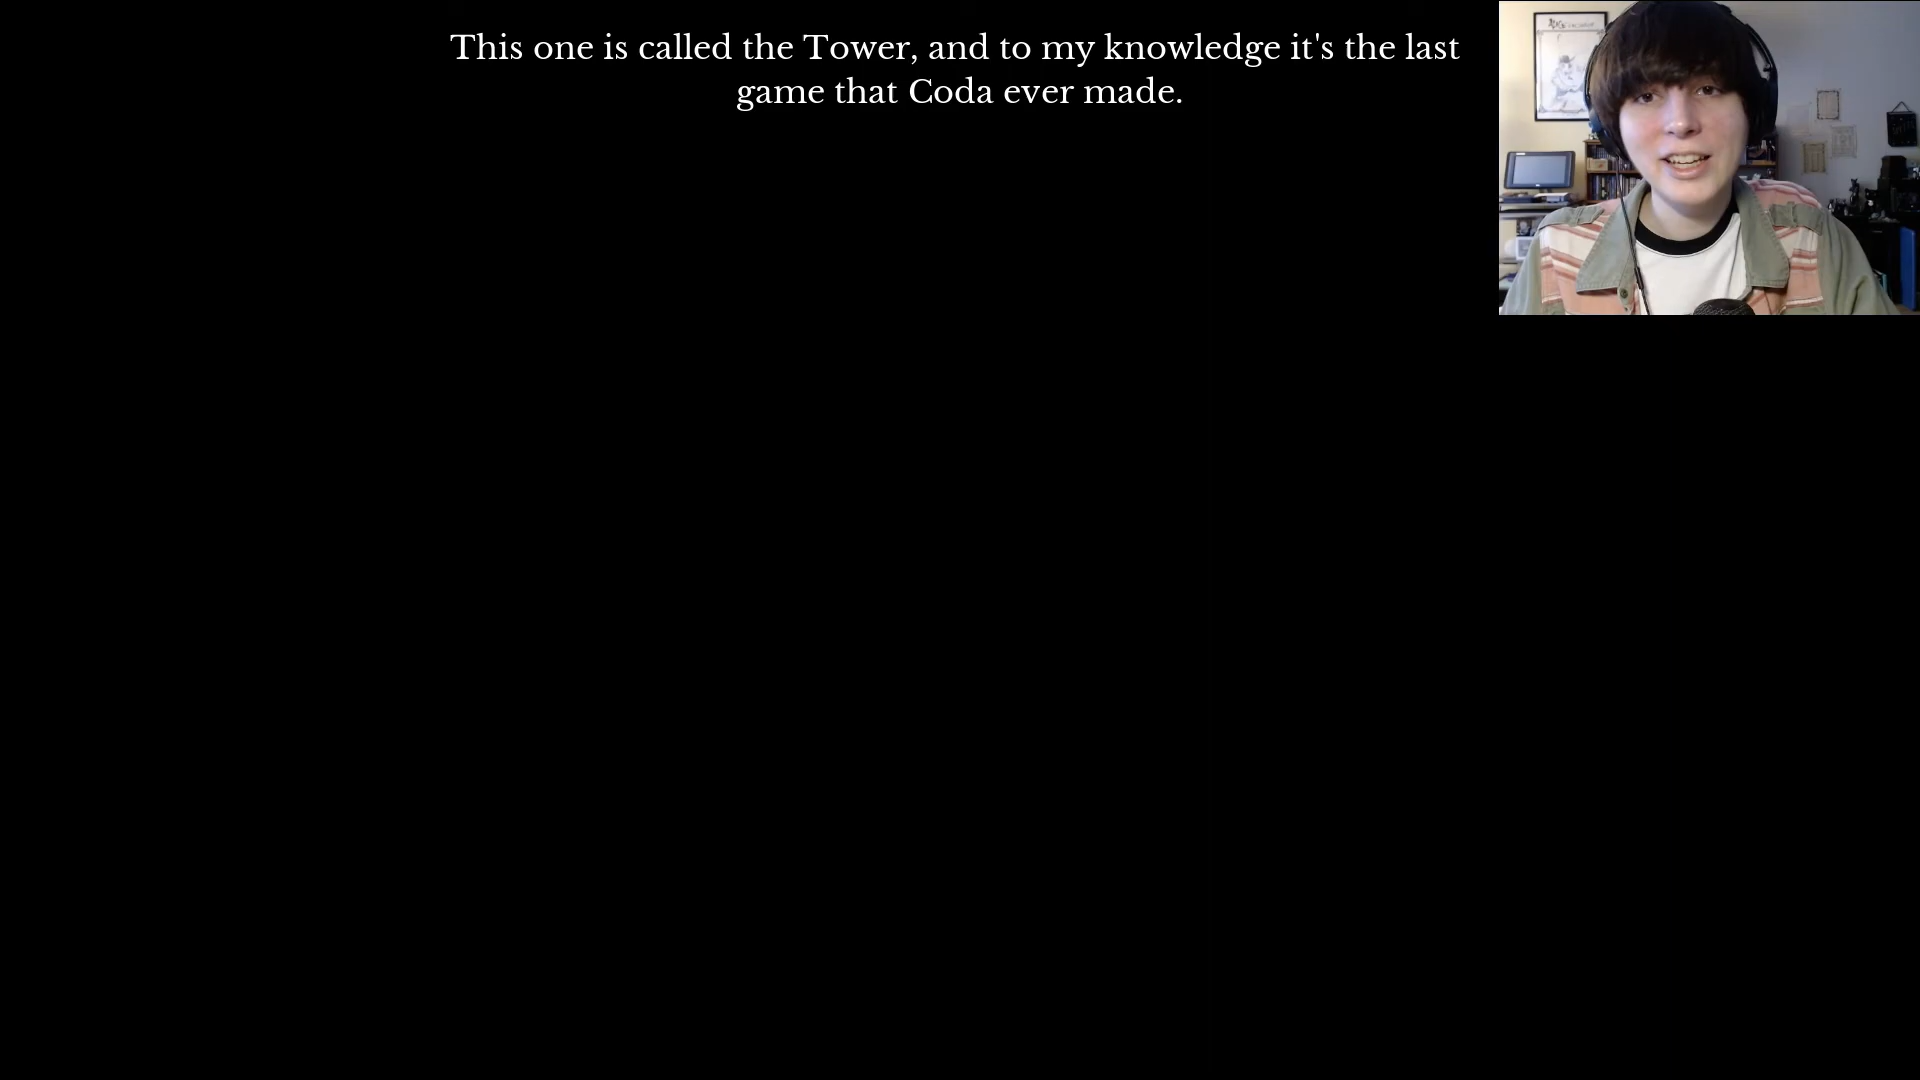 This one is called the Tower, and to my knowledge it's the last
game that Coda ever made.